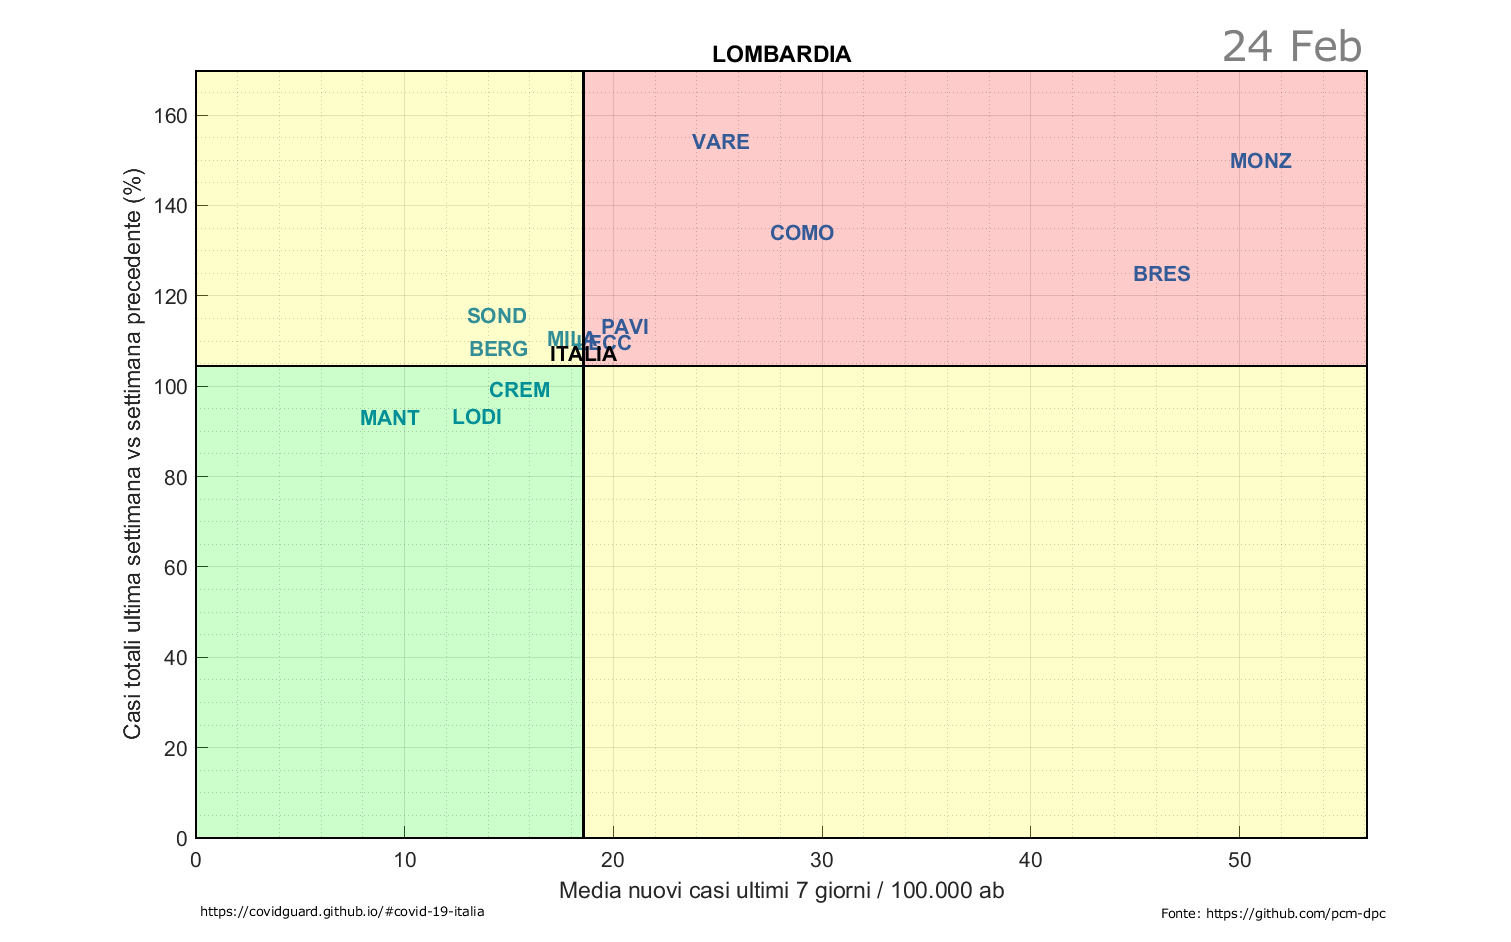 24 Feb
LOMBARDIA
Casi totali ultima settimana vs settimana precedente (%)
160
140
120
100
80
60
40
20
0
VARE
MONZ
COMO
BRES
SOND
PAVI
MILA
LECC
BERG
ITALIA
CREM
MANT
LODI
0
10
20
30
40
50
Media nuovi casi ultimi 7 giorni / 100.000 ab
https://covidguard.github.io/#covid-19-italia
Fonte: https://github.com/pcm-dpc